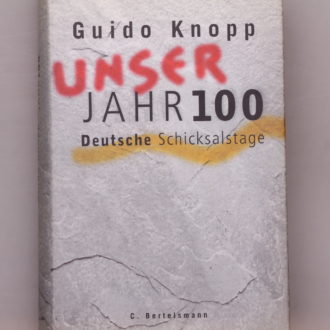 Guido Knopp
UNSER
JAHR100
Deutsche Schicksalstage
C. Bertelsmann